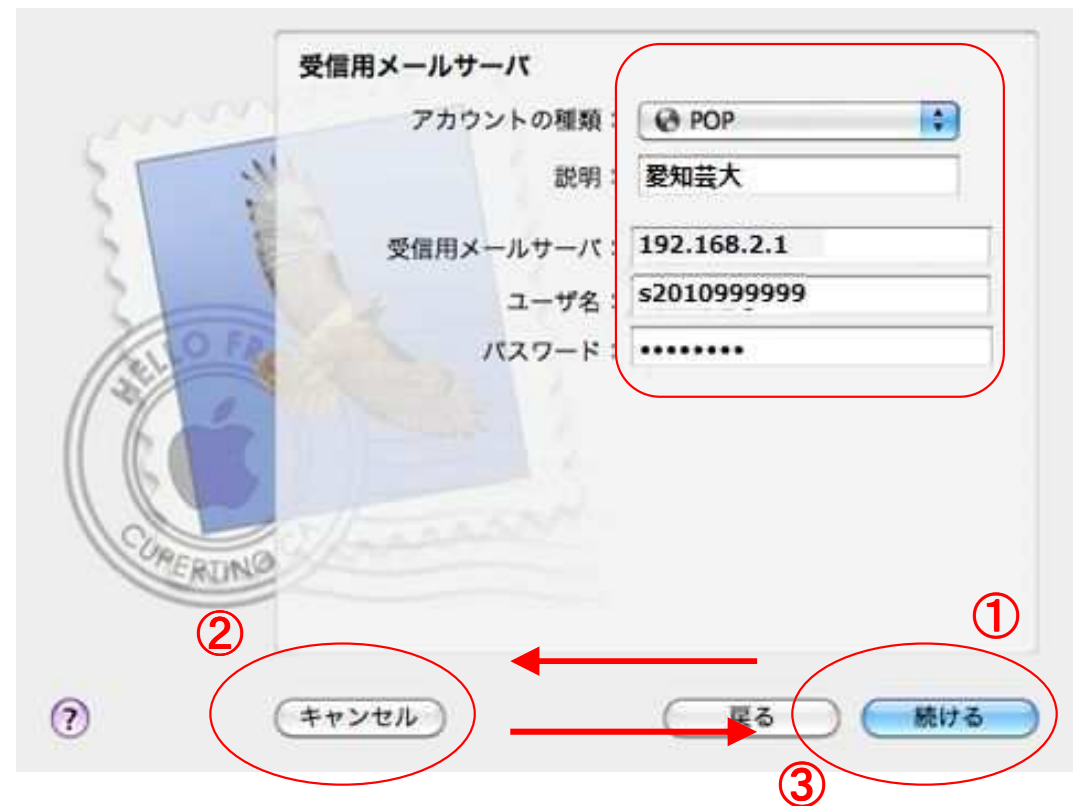 受信用メールサーバ
アカウントの種類： POP
説明： 愛知芸大
受信用メールサーバ： 192.168.2.1
ユーザ名： s2010999999
パスワード： ••••••••
HELLO FR
CUPERTINO C
①
②
? キャンセル 戻る 続ける
③